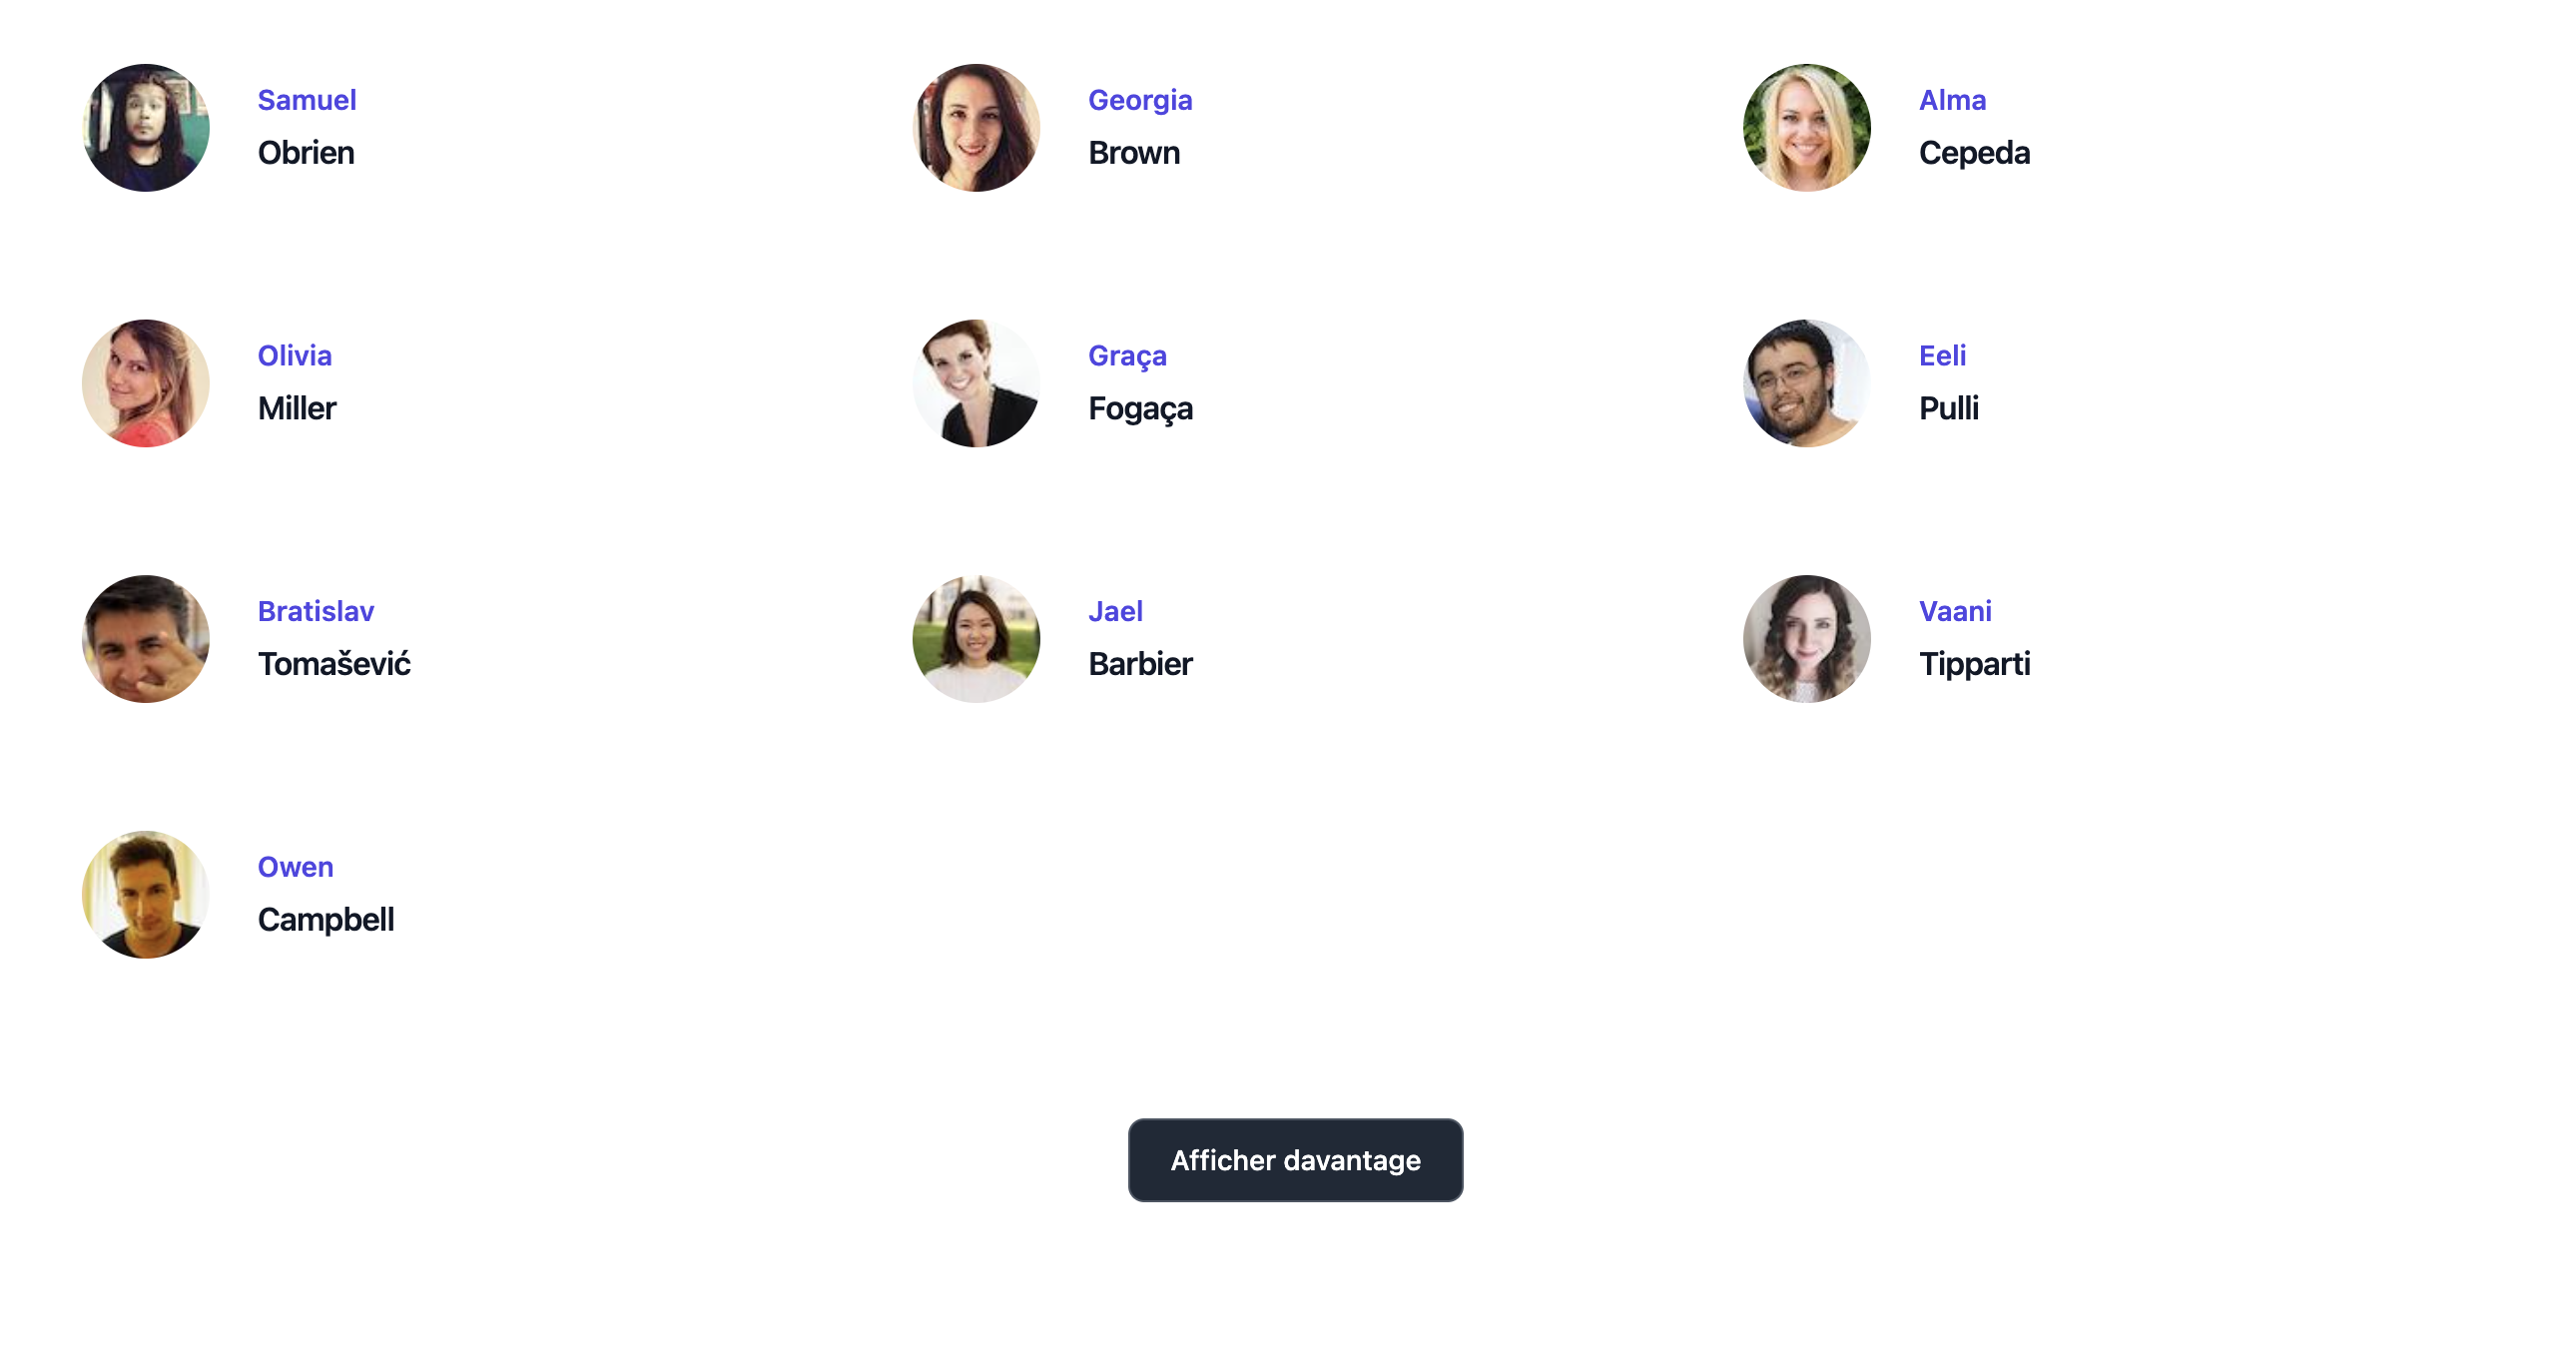 Samuel
Obrien
Georgia
Brown
Alma
Cepeda
Olivia
Miller
Graça
Fogaça
Eeli
Pulli
Bratislav
Tomašević
Jael
Barbier
Vaani
Tipparti
Owen
Campbell
Afficher davantage